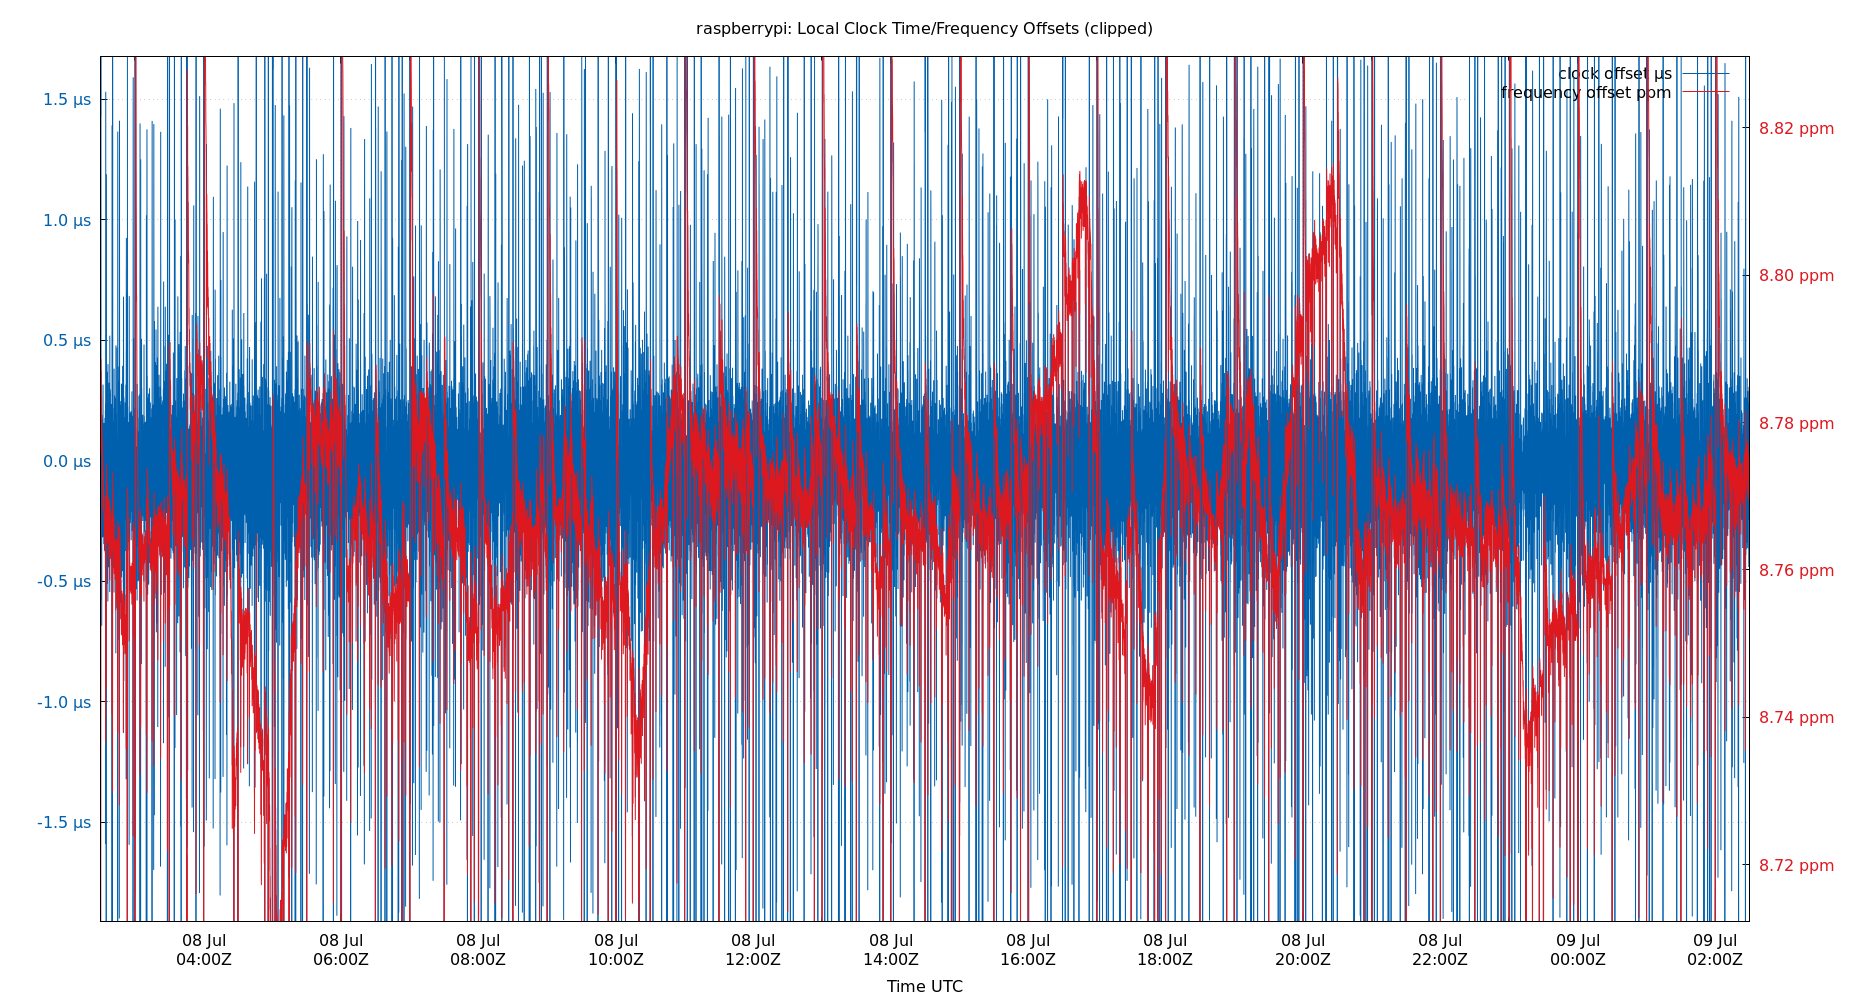 raspberrypi: Local Clock Time/Frequency Offsets (clipped)
clock offset µs
frequency offset ppm
1.5 µs
1.0 µs
0.5 µs
0.0 µs
-0.5 µs
-1.0 µs
-1.5 µs
8.82 ppm
8.80 ppm
8.78 ppm
8.76 ppm
8.74 ppm
8.72 ppm
08 Jul 08 Jul 08 Jul 08 Jul 08 Jul 08 Jul 08 Jul 08 Jul 08 Jul 08 Jul 09 Jul 09 Jul
04:00Z 06:00Z 08:00Z 10:00Z 12:00Z 14:00Z 16:00Z 18:00Z 20:00Z 22:00Z 00:00Z 02:00Z
Time UTC